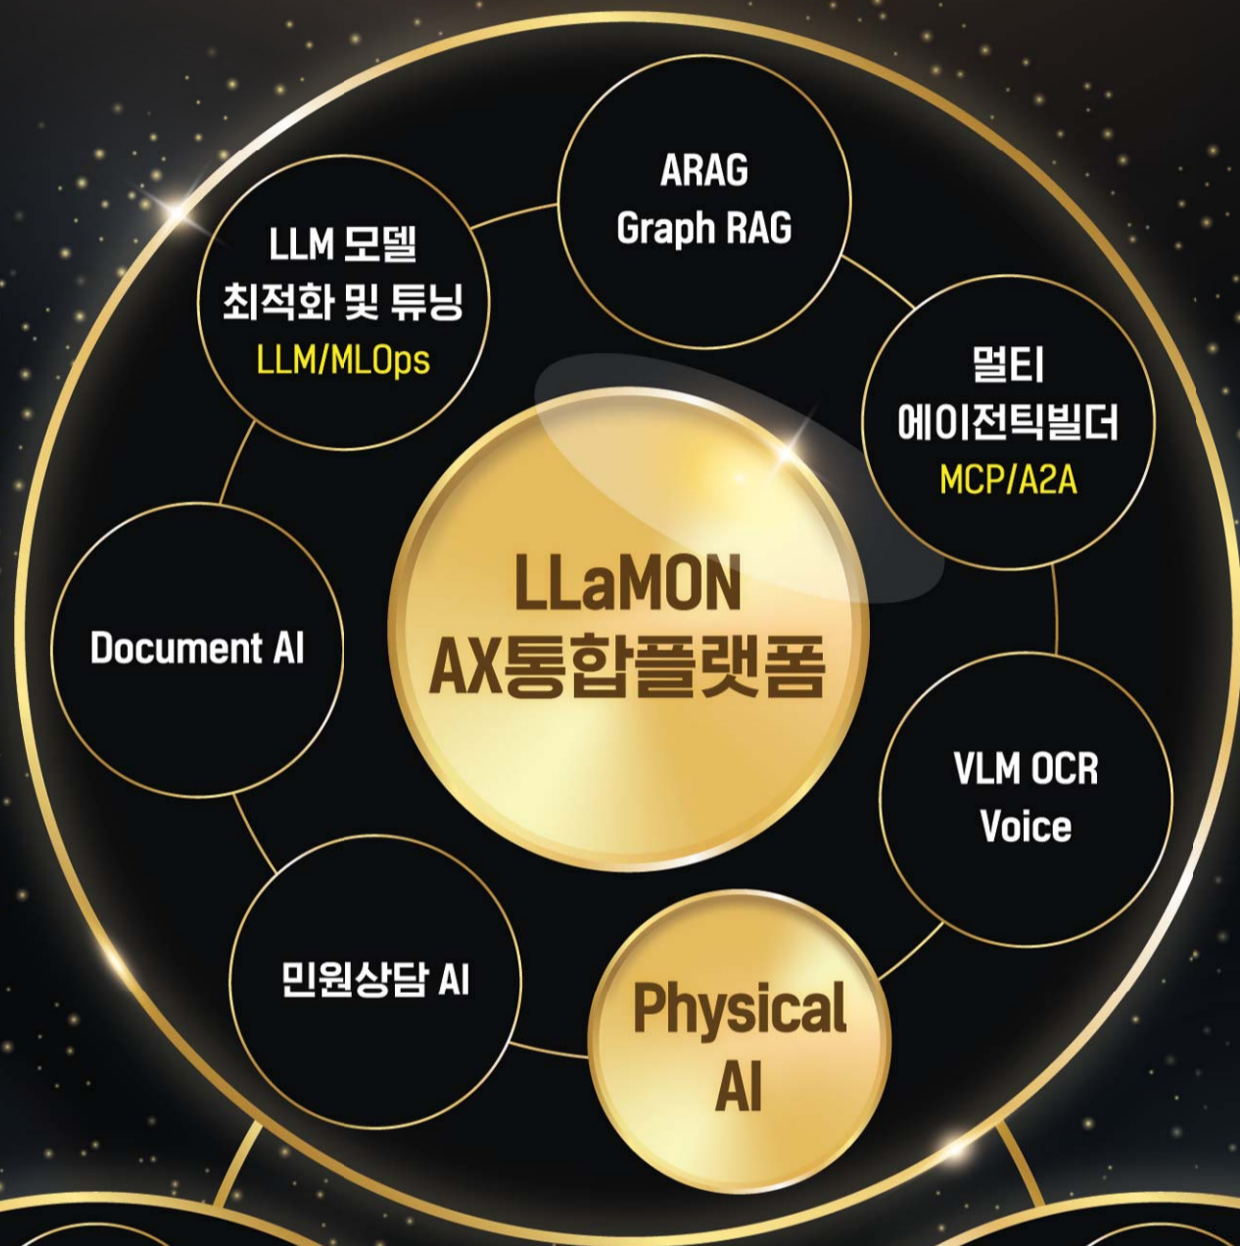 ARAG
Graph RAG
LLM 모델
최적화 및 튜닝
LLM/MLOps
멀티
에이전틱빌더
MCP/A2A
LLaMON
AX통합플랫폼
Document AI
VLM OCR
Voice
민원상담 AI
Physical
AI